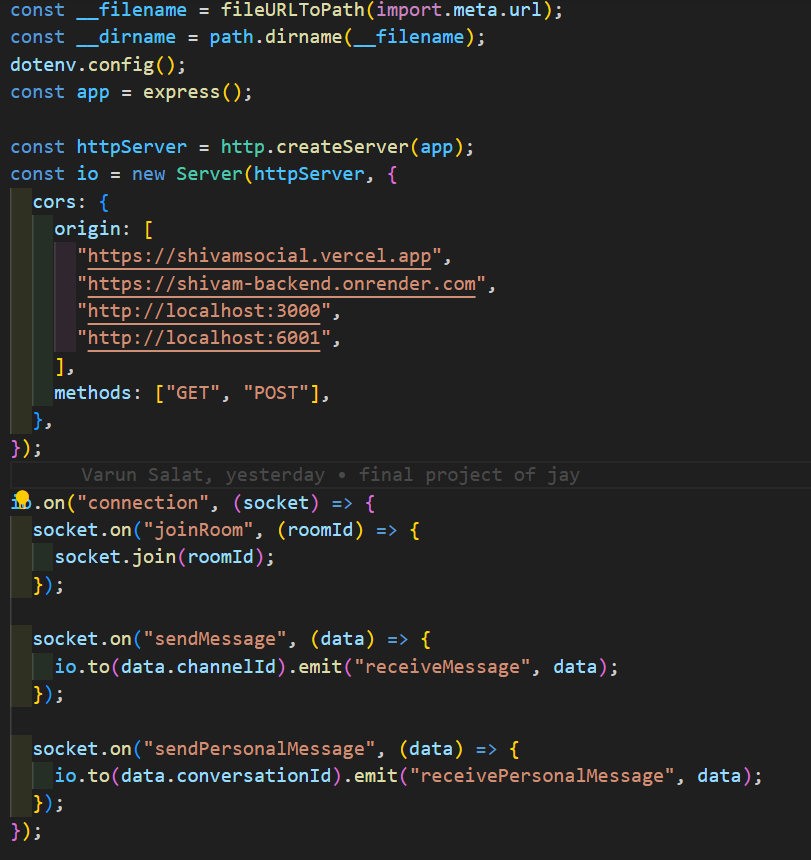 const __filename = fileURLToPath(import.meta.url);
const __dirname = path.dirname(__filename);
dotenv.config();
const app = express();
const httpServer = http.createServer(app);
const io = new Server(httpServer, {
  cors: {
    origin: [
      "https://shivamsocial.vercel.app",
      "https://shivam-backend.onrender.com",
      "http://localhost:3000",
      "http://localhost:6001",
    ],
    methods: ["GET", "POST"],
  },
});
Varun Salat, yesterday • final project of jay
io.on("connection", (socket) => {
  socket.on("joinRoom", (roomId) => {
    socket.join(roomId);
  });
  socket.on("sendMessage", (data) => {
    io.to(data.channelId).emit("receiveMessage", data);
  });
  socket.on("sendPersonalMessage", (data) => {
    io.to(data.conversationId).emit("receivePersonalMessage", data);
  });
});